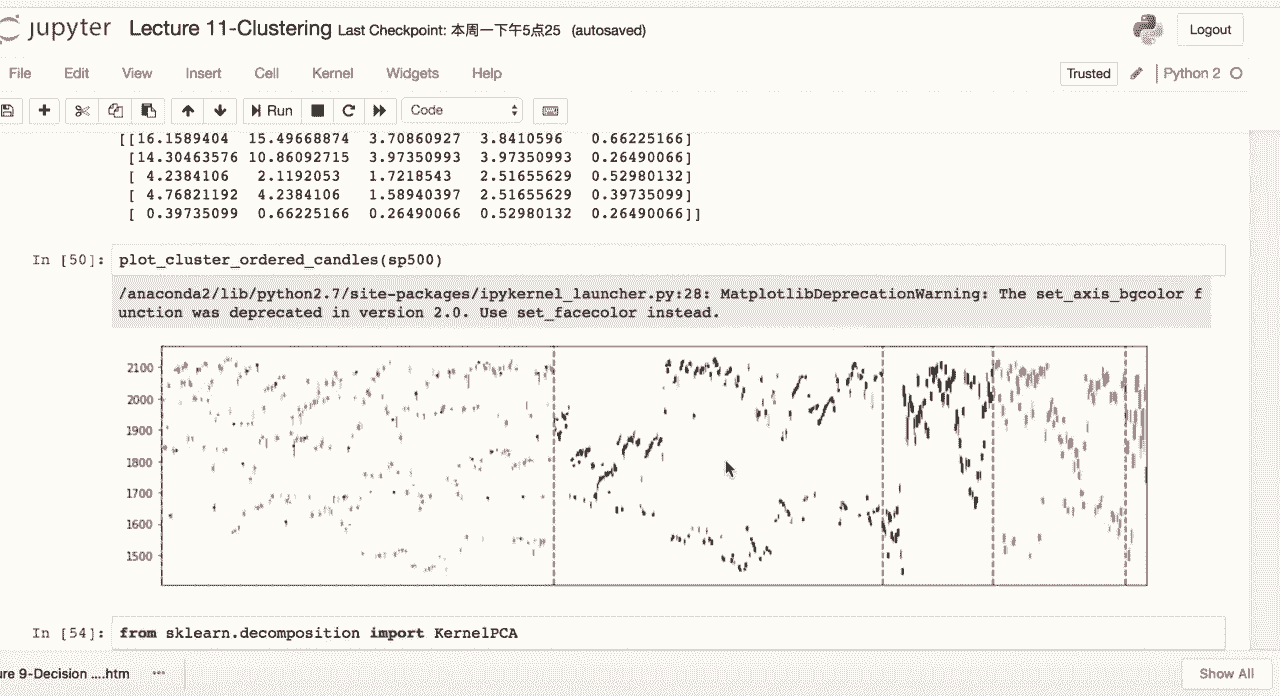 jupyter Lecture 11-Clustering Last Checkpoint: 本周一下午5点25 (autosaved)
Logout
File Edit View Insert Cell Kernel Widgets Help
Trusted Python 2
Run Code
[[16.1589404 15.49668874 3.70860927 3.8410596 0.66225166]
[14.30463576 10.86092715 3.97350993 3.97350993 0.26490066]
[ 4.2384106 2.1192053 1.7218543 2.51655629 0.52980132]
[ 4.76821192 4.2384106 1.58940397 2.51655629 0.39735099]
[ 0.39735099 0.66225166 0.26490066 0.52980132 0.26490066]]
In [50]: plot_cluster_ordered_candles(sp500)
/anaconda2/lib/python2.7/site-packages/ipykernel_launcher.py:28: MatplotlibDeprecationWarning: The set_axis_bgcolor f
unction was deprecated in version 2.0. Use set_facecolor instead.
2100
2000
1900
1800
1700
1600
1500
In [54]: from sklearn.decomposition import KernelPCA
ure 9-Decision ....htm
Show All